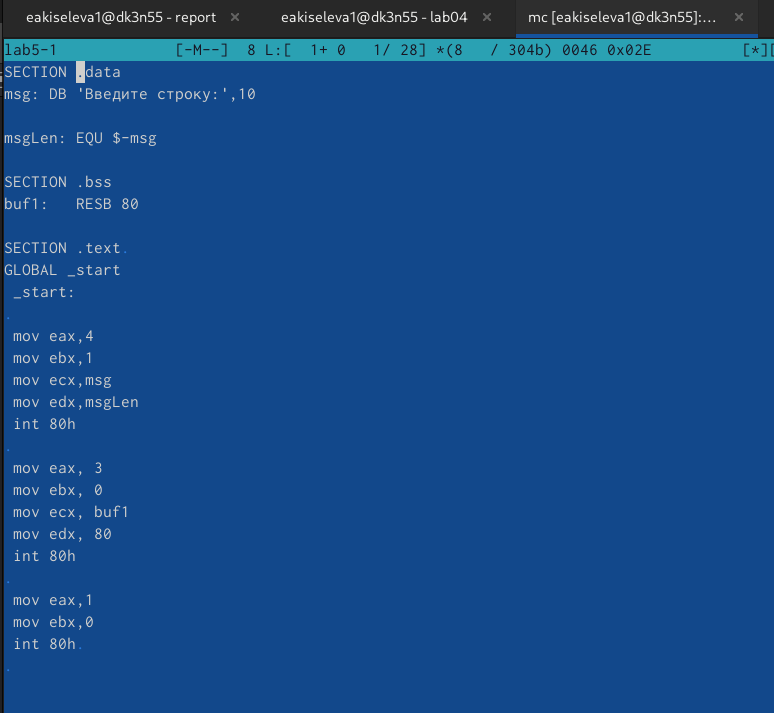 eakiseleva1@dk3n55 - report × eakiseleva1@dk3n55 - lab04 × mc [eakiseleva1@dk3n55]:... ×
lab5-1 [-M--] 8 L:[ 1+ 0 1/ 28] *(8 / 304b) 0046 0x02E [*][
SECTION .data
msg: DB 'Введите строку:',10
msgLen: EQU $-msg
SECTION .bss
buf1: RESB 80
SECTION .text.
GLOBAL _start
_start:
.
mov eax,4
mov ebx,1
mov ecx,msg
mov edx,msgLen
int 80h
.
mov eax, 3
mov ebx, 0
mov ecx, buf1
mov edx, 80
int 80h
.
mov eax,1
mov ebx,0
int 80h.
.